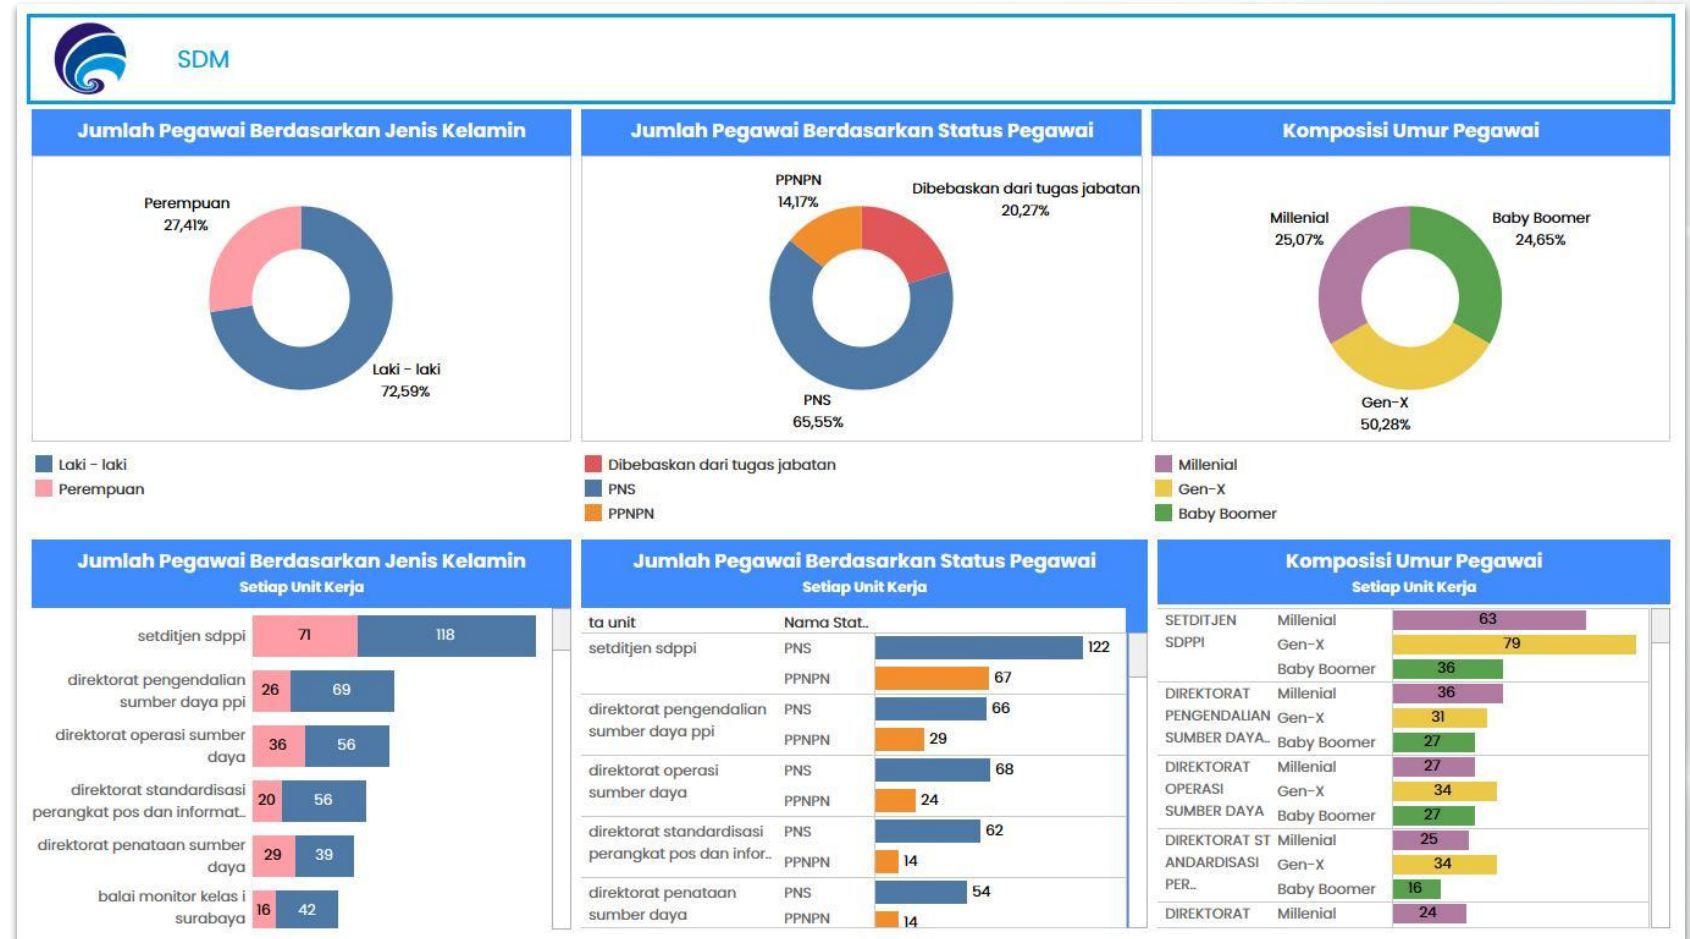 SDM
Jumlah Pegawai Berdasarkan Jenis Kelamin
Perempuan
27,41%
Laki - laki
72,59%
Laki - laki
Perempuan
Jumlah Pegawai Berdasarkan Status Pegawai
PPNPN
14,17%
Dibebaskan dari tugas jabatan
20,27%
PNS
65,55%
Dibebaskan dari tugas jabatan
PNS
PPNPN
Komposisi Umur Pegawai
Millenial
25,07%
Baby Boomer
24,65%
Gen-X
50,28%
Millenial
Gen-X
Baby Boomer
Jumlah Pegawai Berdasarkan Jenis Kelamin
Setiap Unit Kerja
setditjen sdppi 71 118
direktorat pengendalian
sumber daya ppi 26 69
direktorat operasi sumber
daya 36 56
direktorat standardisasi
perangkat pos dan informat.. 20 56
direktorat penataan sumber
daya 29 39
balai monitor kelas i
surabaya 16 42
Jumlah Pegawai Berdasarkan Status Pegawai
Setiap Unit Kerja
ta unit Nama Stat..
setditjen sdppi PNS 122
PPNPN 67
direktorat pengendalian PNS 66
sumber daya ppi PPNPN 29
direktorat operasi PNS 68
sumber daya PPNPN 24
direktorat standardisasi PNS 62
perangkat pos dan infor.. PPNPN 14
direktorat penataan PNS 54
sumber daya PPNPN 14
Komposisi Umur Pegawai
Setiap Unit Kerja
SETDITJEN Millenial 63
SDPPI Gen-X 79
Baby Boomer 36
DIREKTORAT Millenial 36
PENGENDALIAN Gen-X 31
SUMBER DAYA.. Baby Boomer 27
DIREKTORAT Millenial 27
OPERASI Gen-X 34
SUMBER DAYA Baby Boomer 27
DIREKTORAT ST Millenial 25
ANDARDISASI Gen-X 34
PER.. Baby Boomer 16
DIREKTORAT Millenial 24